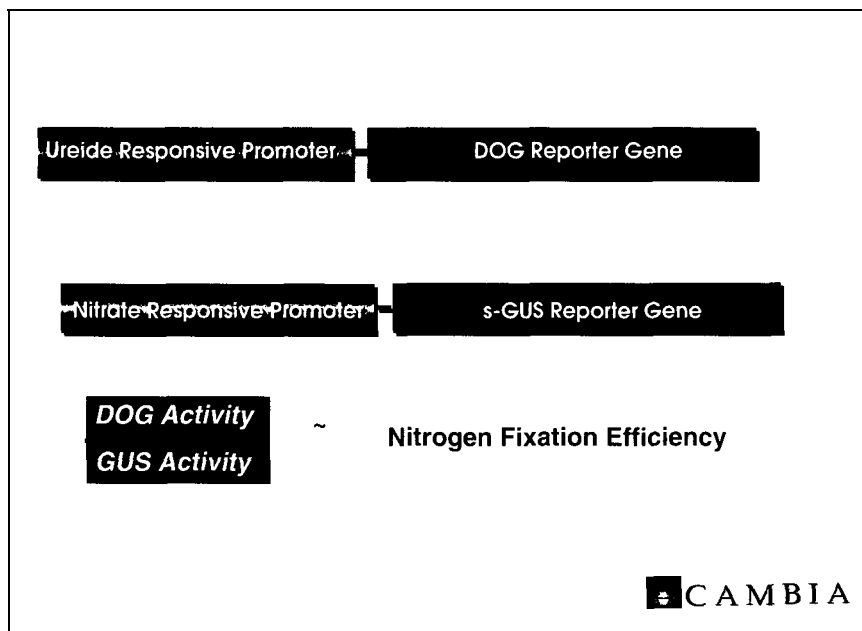 Ureide Responsive Promoter DOG Reporter Gene
Nitrate Responsive Promoter s-GUS Reporter Gene
DOG Activity
~ Nitrogen Fixation Efficiency
GUS Activity
CAMBIA